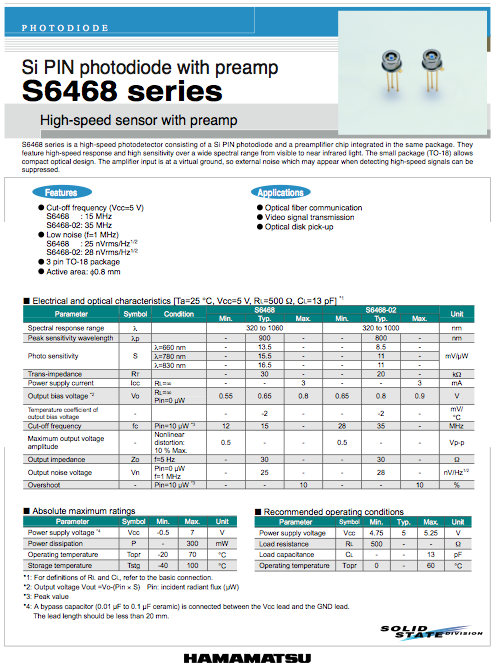 PHOTODIODE
Si PIN photodiode with preamp
S6468 series
High-speed sensor with preamp
S6468 series is a high-speed photodetector consisting of a Si PIN photodiode and a preamplifier chip integrated in the same package. They
feature high-speed response and high sensitivity over a wide spectral range from visible to near infrared light. The small package (TO-18) allows
compact optical design. The amplifier input is at a virtual ground, so external noise which may appear when detecting high-speed signals can be
suppressed.
Features
● Cut-off frequency (Vcc=5 V)
S6468 : 15 MHz
S6468-02: 35 MHz
● Low noise (f=1 MHz)
S6468 : 25 nVrms/Hz1/2
S6468-02: 28 nVrms/Hz1/2
● 3 pin TO-18 package
● Active area: φ0.8 mm
Applications
● Optical fiber communication
● Video signal transmission
● Optical disk pick-up
■ Electrical and optical characteristics [Ta=25 °C, Vcc=5 V, RL=500 Ω, CL=13 pF] *1
Parameter Symbol Condition S6468 S6468-02 Unit
Min. Typ. Max. Min. Typ. Max.
Spectral response range λ 320 to 1060 320 to 1000 nm
Peak sensitivity wavelength λp - 900 - - 800 - nm
Photo sensitivity S λ=660 nm - 13.5 - - 8.5 - mV/μW
λ=780 nm - 15.5 - - 11 -
λ=830 nm - 16.5 - - 11 -
Trans-impedance RT - 30 - - 20 - kΩ
Power supply current Icc RL=∞ - - 3 - - 3 mA
Output bias voltage *2 Vo RL=∞ Pin=0 μW 0.55 0.65 0.8 0.65 0.8 0.9 V
Temperature coefficient of output bias voltage - - -2 - - -2 - mV/°C
Cut-off frequency fc Pin=10 μW *3 12 15 - 28 35 - MHz
Maximum output voltage amplitude - Nonlinear distortion: 10 % Max. 0.5 - - 0.5 - - Vp-p
Output impedance Zo f=5 Hz - 30 - - 30 - Ω
Output noise voltage Vn Pin=0 μW f=1 MHz - 25 - - 28 - nV/Hz1/2
Overshoot - Pin=10 μW *3 - - 10 - - 10 %
■ Absolute maximum ratings
Parameter Symbol Min. Max. Unit
Power supply voltage *4 Vcc -0.5 7 V
Power dissipation P - 300 mW
Operating temperature Topr -20 70 °C
Storage temperature Tstg -40 100 °C
■ Recommended operating conditions
Parameter Symbol Min. Typ. Max. Unit
Power supply voltage Vcc 4.75 5 5.25 V
Load resistance RL 500 - - Ω
Load capacitance CL - - 13 pF
Operating temperature Topr 0 - 60 °C
*1: For definitions of RL and CL, refer to the basic connection.
*2: Output voltage Vout =Vo-(Pin × S) Pin: incident radiant flux (μW)
*3: Peak value
*4: A bypass capacitor (0.01 μF to 0.1 μF ceramic) is connected between the Vcc lead and the GND lead.
The lead length should be less than 20 mm.
SOLID
STATE DIVISION
HAMAMATSU